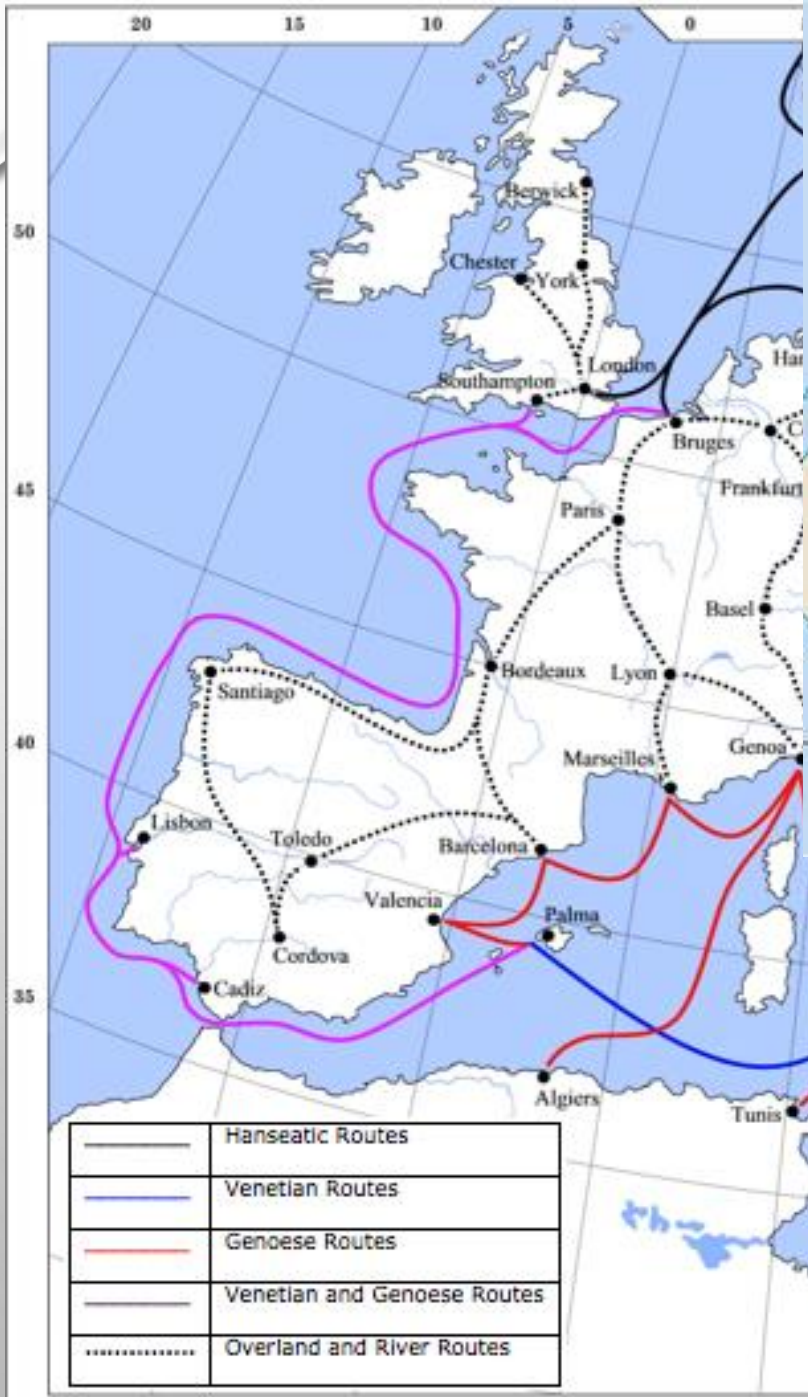 20 15 10 5 0
50
Berwick
Chester
York
London
Southampton
Har
45
Bruges
Frankfurt
Paris
Basel
Bordeaux
Lyon
Santiago
Genoa
40
Marseilles
Lisbon
Toledo
Barcelona
Valencia
Palma
Cordova
Cadiz
35
Algiers
Tunis
Hanseatic Routes
Venetian Routes
Genoese Routes
Venetian and Genoese Routes
Overland and River Routes